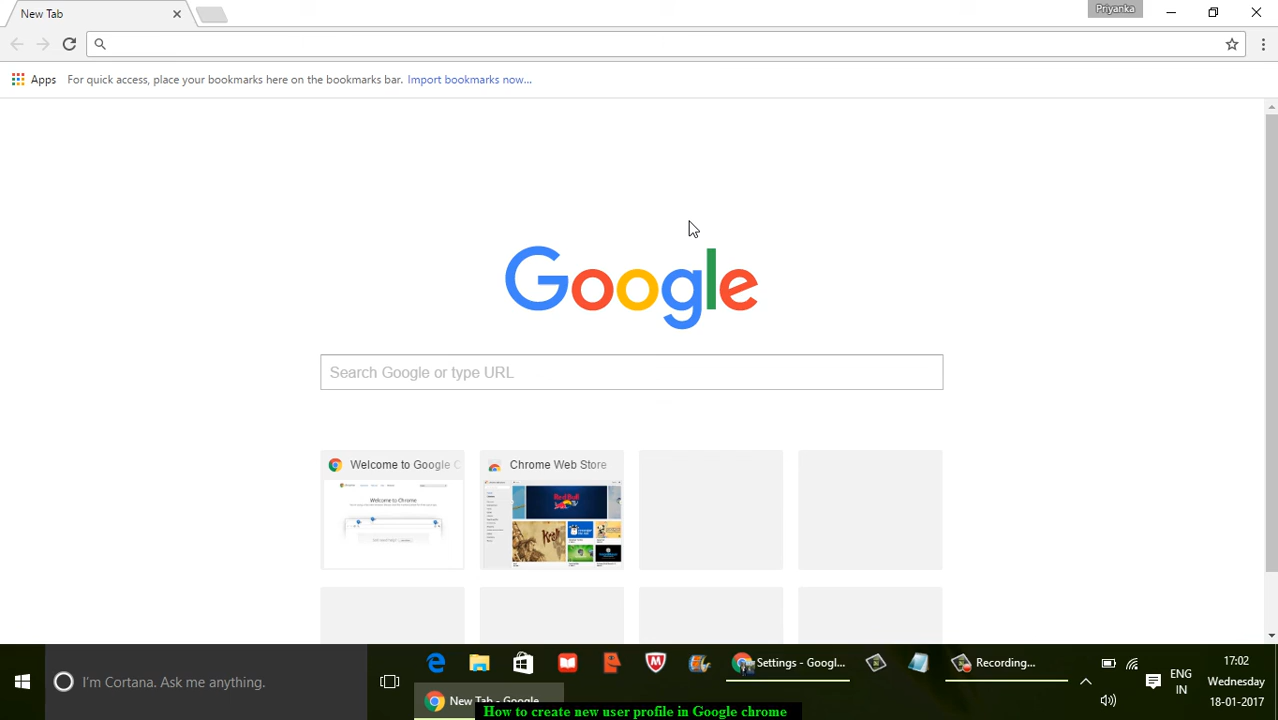 New Tab
Priyanka
Apps
For quick access, place your bookmarks here on the bookmarks bar. Import bookmarks now...
Google
Search Google or type URL
Welcome to Google C
Chrome Web Store
Welcome to Chrome
I'm Cortana. Ask me anything.
Settings - Googl...
Recording...
New Tab - Google
ENG
IN
17:02
Wednesday
18-01-2017
How to create new user profile in Google chrome